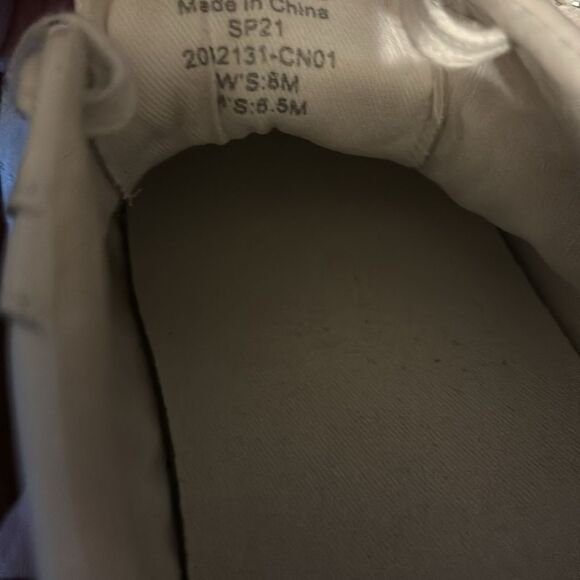 Made in China
SP21
2012131-CN01
W'S:8M
'S:6.5M